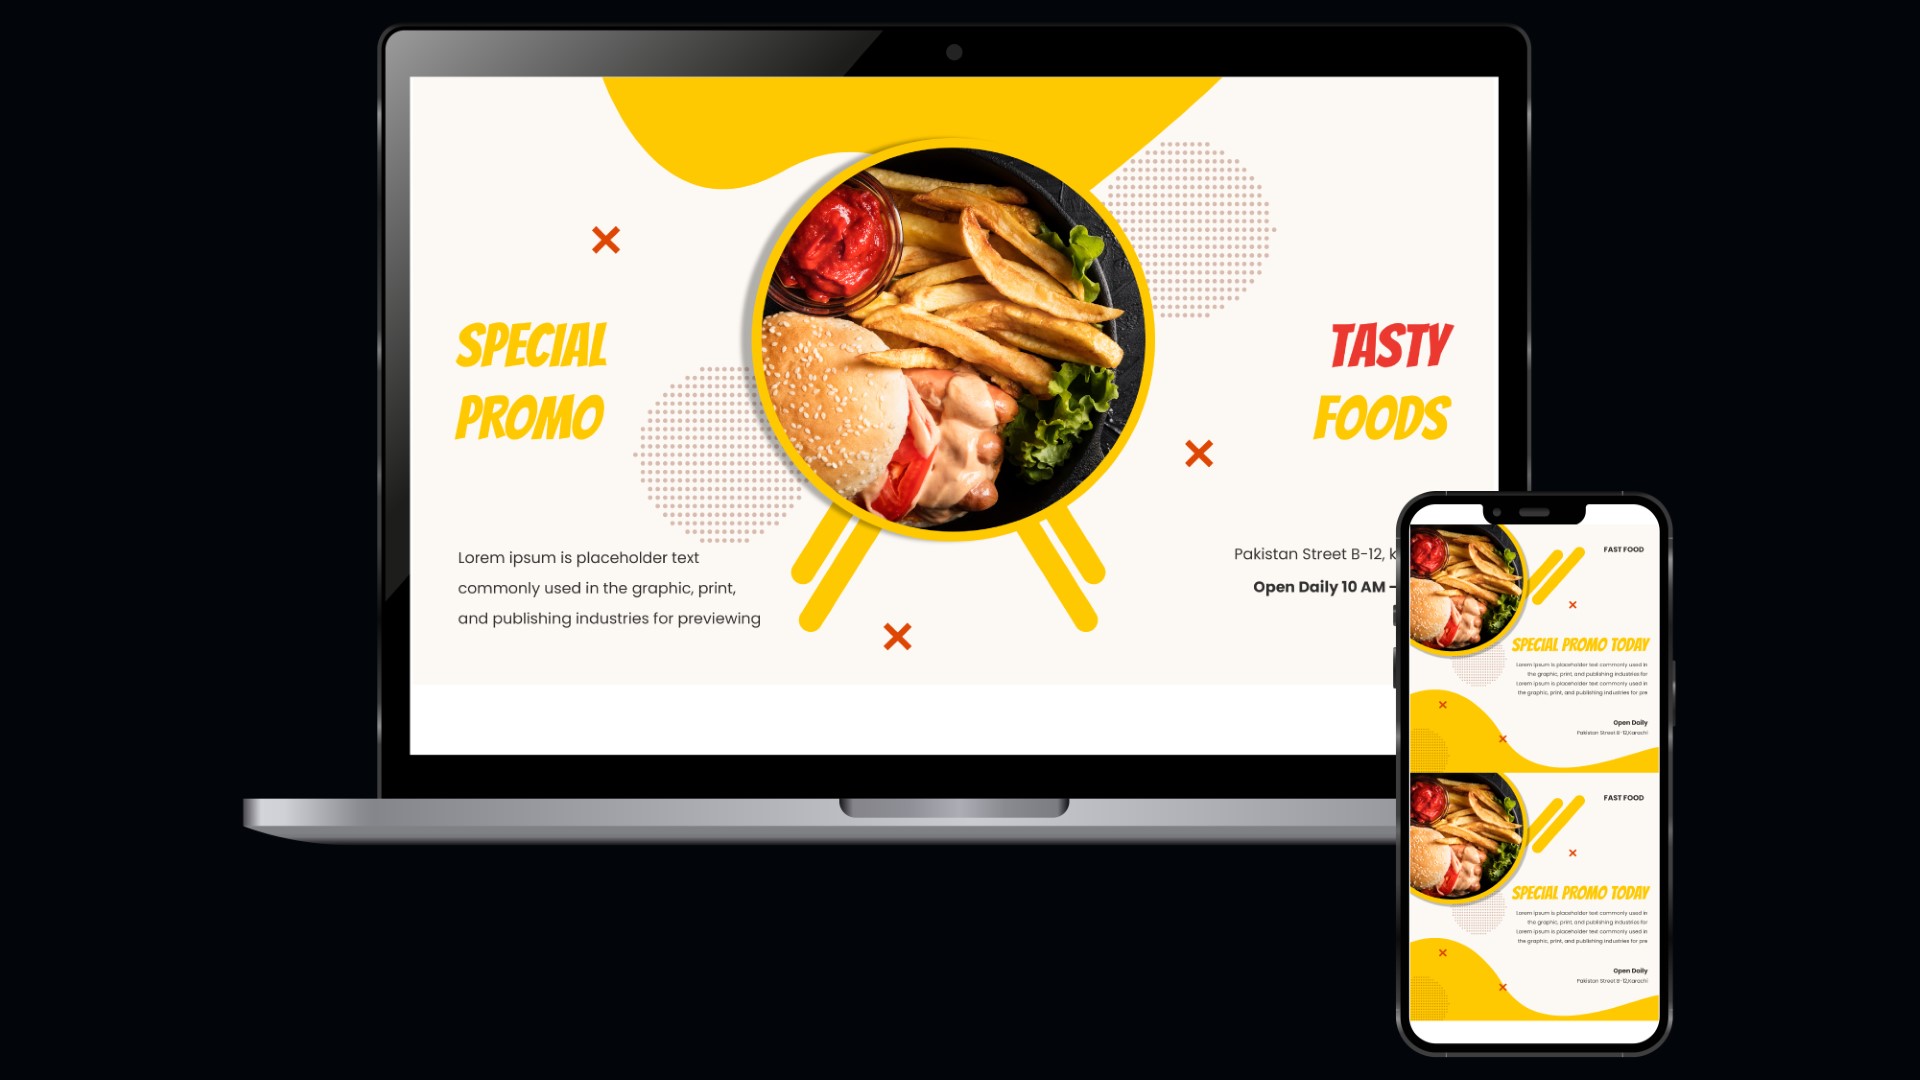 SPECIAL
PROMO
TASTY
FOODS
Lorem ipsum is placeholder text
commonly used in the graphic, print,
and publishing industries for previewing
Pakistan Street B-12, k
Open Daily 10 AM -
FAST FOOD
SPECIAL PROMO TODAY
Lorem ipsum is placeholder text commonly used in
the graphic, print, and publishing industries for
Lorem ipsum is placeholder text commonly used in
the graphic, print, and publishing industries for pre
Open Daily
Pakistan Street B-12,Karachi
FAST FOOD
SPECIAL PROMO TODAY
Lorem ipsum is placeholder text commonly used in
the graphic, print, and publishing industries for
Lorem ipsum is placeholder text commonly used in
the graphic, print, and publishing industries for pre
Open Daily
Pakistan Street B-12,Karachi